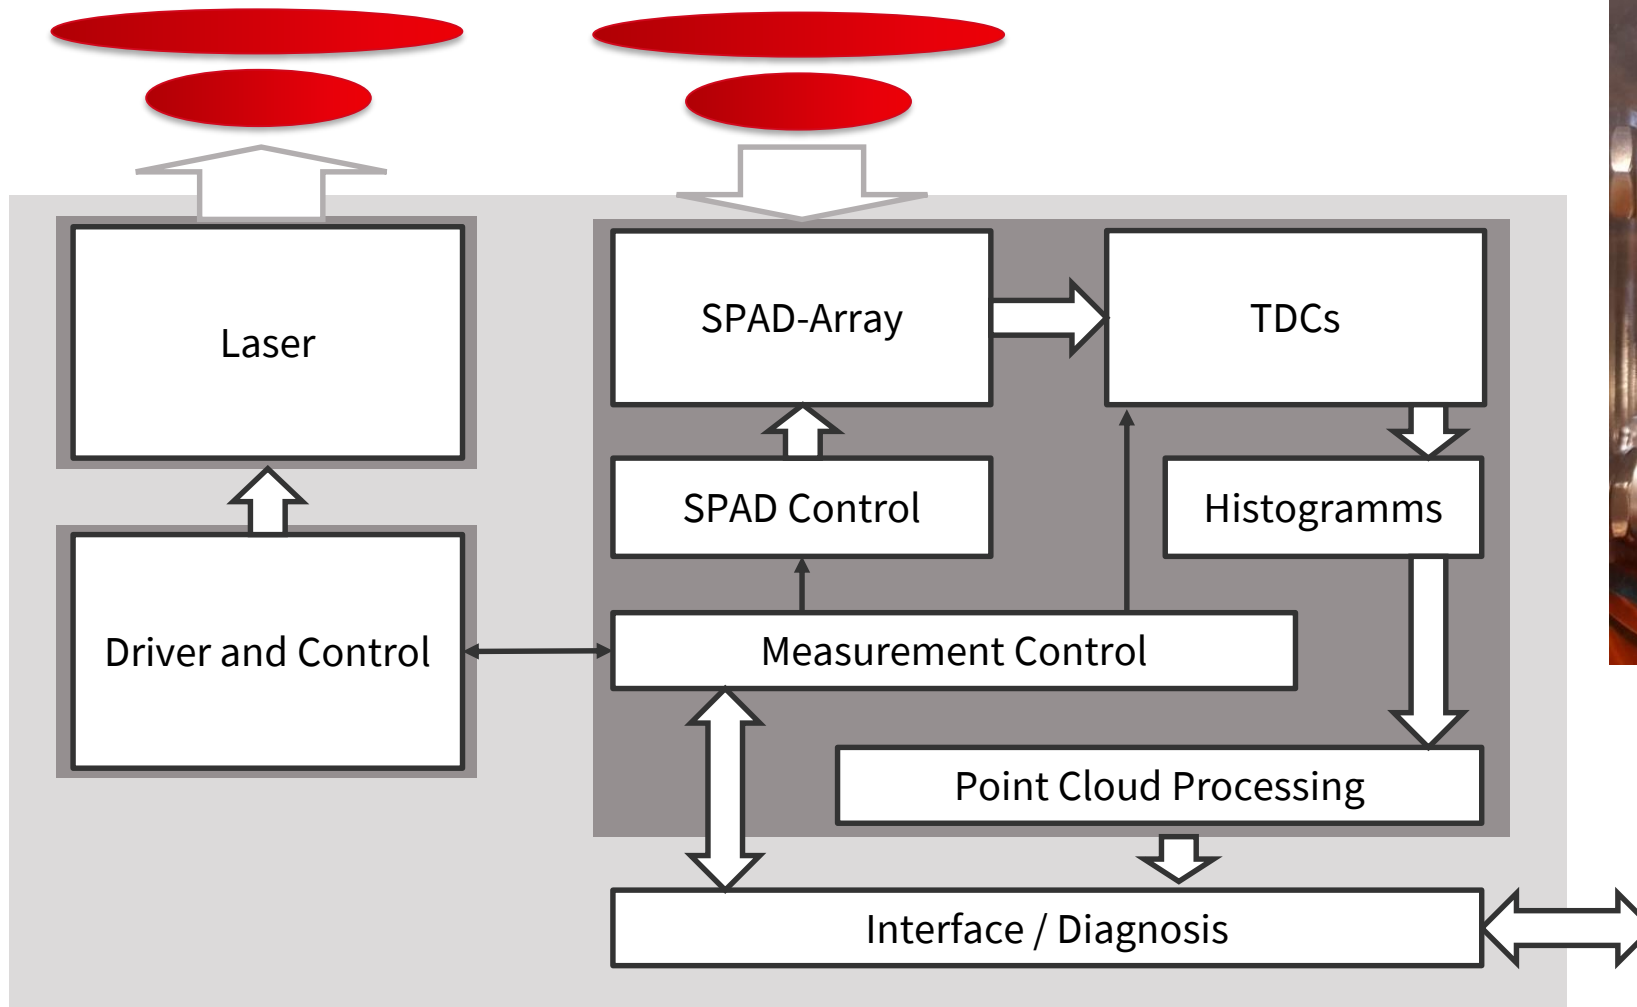 Laser
SPAD-Array
TDCs
SPAD Control
Histogramms
Driver and Control
Measurement Control
Point Cloud Processing
Interface / Diagnosis